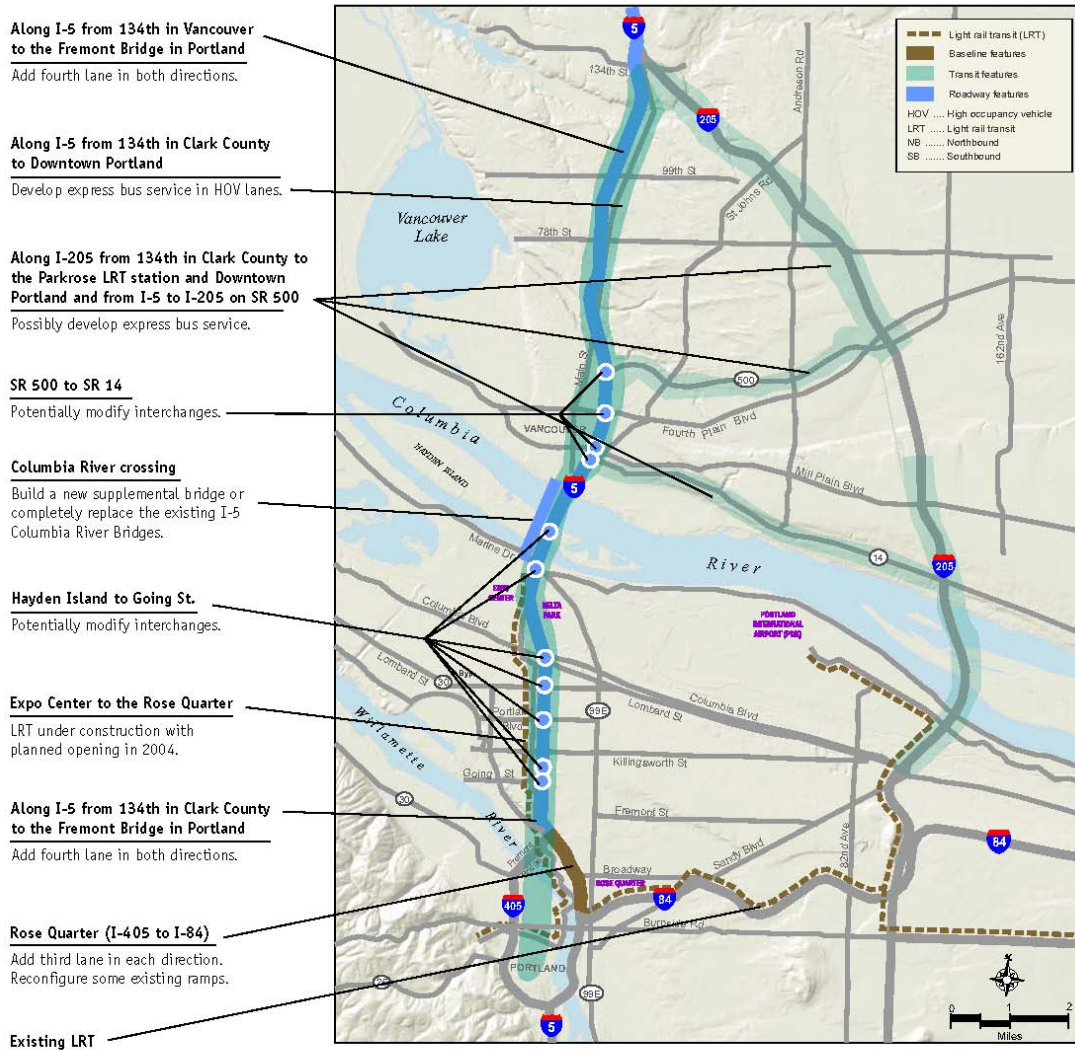 Along I-5 from 134th in Vancouver
to the Fremont Bridge in Portland
Add fourth lane in both directions.
Along I-5 from 134th in Clark County
to Downtown Portland
Develop express bus service in HOV lanes.
Along I-205 from 134th in Clark County to
the Parkrose LRT station and Downtown
Portland and from I-5 to I-205 on SR 500
Possibly develop express bus service.
SR 500 to SR 14
Potentially modify interchanges.
Columbia River crossing
Build a new supplemental bridge or
completely replace the existing I-5
Columbia River Bridges.
Hayden Island to Going St.
Potentially modify interchanges.
Expo Center to the Rose Quarter
LRT under construction with
planned opening in 2004.
Along I-5 from 134th in Clark County
to the Fremont Bridge in Portland
Add fourth lane in both directions.
Rose Quarter (I-405 to I-84)
Add third lane in each direction.
Reconfigure some existing ramps.
Existing LRT
Light rail transit (LRT)
Baseline features
Transit features
Roadway features
HOV .... High occupancy vehicle
LRT ..... Light rail transit
NB ....... Northbound
SB ....... Southbound
5
134th St
Andreson Rd
205
99th St
St Johns Rd
Vancouver
Lake
78th St
Main St
162nd Ave
500
Columbia
VANCOUVER
Fourth Plain Blvd
HAYDEN ISLAND
Mill Plain Blvd
5
Marine Dr
River
14
205
EXPO
CENTER
DELTA
PARK
PORTLAND
INTERNATIONAL
AIRPORT (PDX)
Columbia Blvd
Lombard St
30
Byp
Columbia Blvd
Lombard St
99E
Portland
Blvd
Willamette
River
Killingsworth St
Going St
30
Fremont St
82nd Ave
Sandy Blvd
84
Fremont
Broadway
ROSE QUARTER
84
405
Burnside Rd
PORTLAND
26
99E
5
0 1 2
Miles